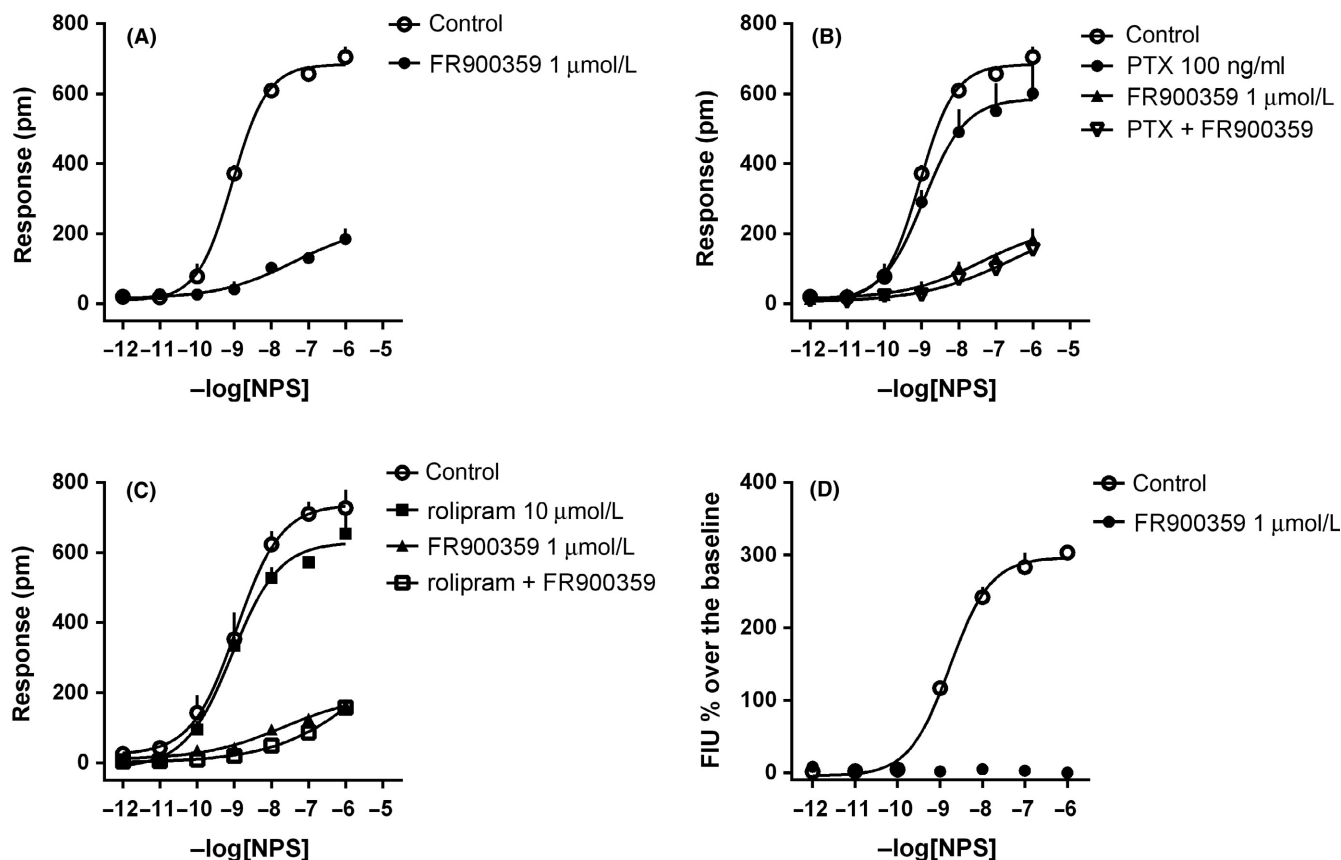 (A)
Control
FR900359 1 μmol/L
Response (pm)
800
600
400
200
0
–12 –11 –10 –9 –8 –7 –6 –5
–log[NPS]
(B)
Control
PTX 100 ng/ml
FR900359 1 μmol/L
PTX + FR900359
Response (pm)
800
600
400
200
0
–12 –11 –10 –9 –8 –7 –6 –5
–log[NPS]
(C)
Control
rolipram 10 μmol/L
FR900359 1 μmol/L
rolipram + FR900359
Response (pm)
800
600
400
200
0
–12 –11 –10 –9 –8 –7 –6 –5
–log[NPS]
(D)
Control
FR900359 1 μmol/L
FIU % over the baseline
400
300
200
100
0
–12 –11 –10 –9 –8 –7 –6
–log[NPS]